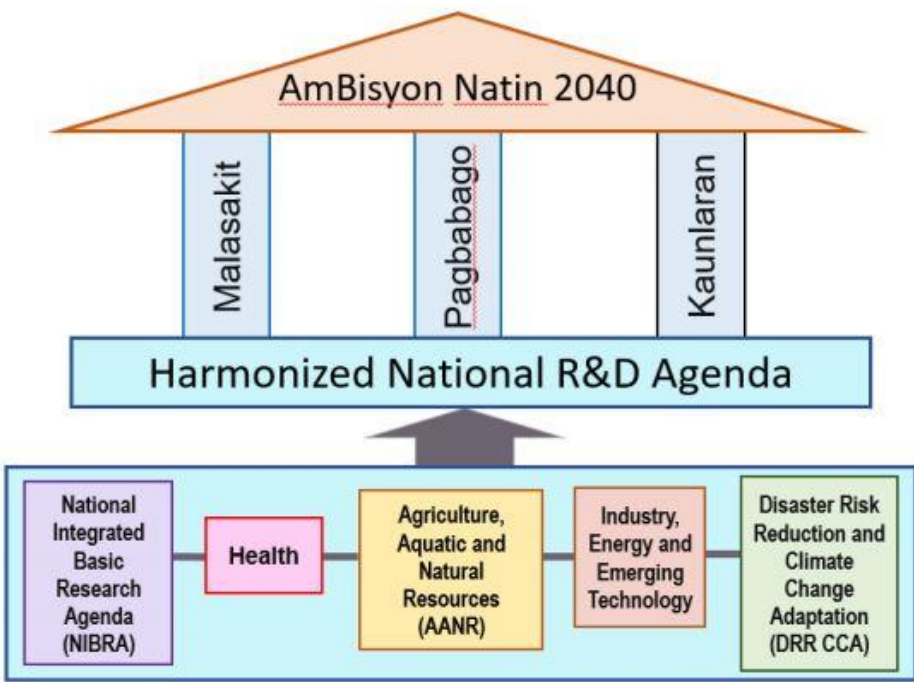 AmBisyon Natin 2040
Malasakit
Pagbabago
Kaunlaran
Harmonized National R&D Agenda
National
Integrated
Basic
Research
Agenda
(NIBRA)
Health
Agriculture,
Aquatic and
Natural
Resources
(AANR)
Industry,
Energy and
Emerging
Technology
Disaster Risk
Reduction and
Climate
Change
Adaptation
(DRR CCA)